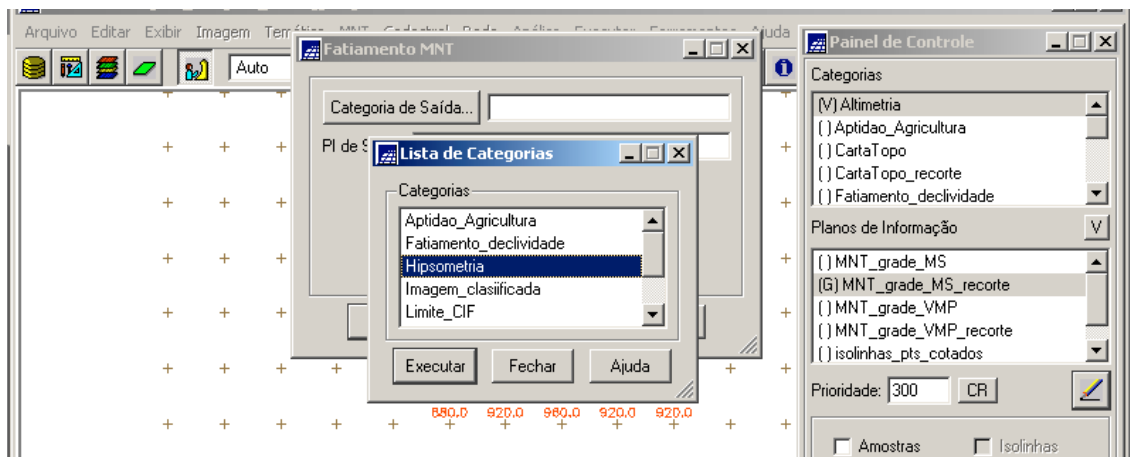 Arquivo Editar Exibir Imagem
Auto
Fatiamento MNT
Categoria de Saída...
PI de S
Lista de Categorias
Categorias
Aptidao_Agricultura
Fatiamento_declividade
Hipsometria
Imagem_clasiificada
Limite_CIF
Executar Fechar Ajuda
880.0 920.0 960.0 920.0 920.0
Painel de Controle
Categorias
(V) Altimetria
( ) Aptidao_Agricultura
( ) CartaTopo
( ) CartaTopo_recorte
( ) Fatiamento_declividade
Planos de Informação V
( ) MNT_grade_MS
(G) MNT_grade_MS_recorte
( ) MNT_grade_VMP
( ) MNT_grade_VMP_recorte
( ) isolinhas_pts_cotados
Prioridade: 300 CR
Amostras Isolinhas